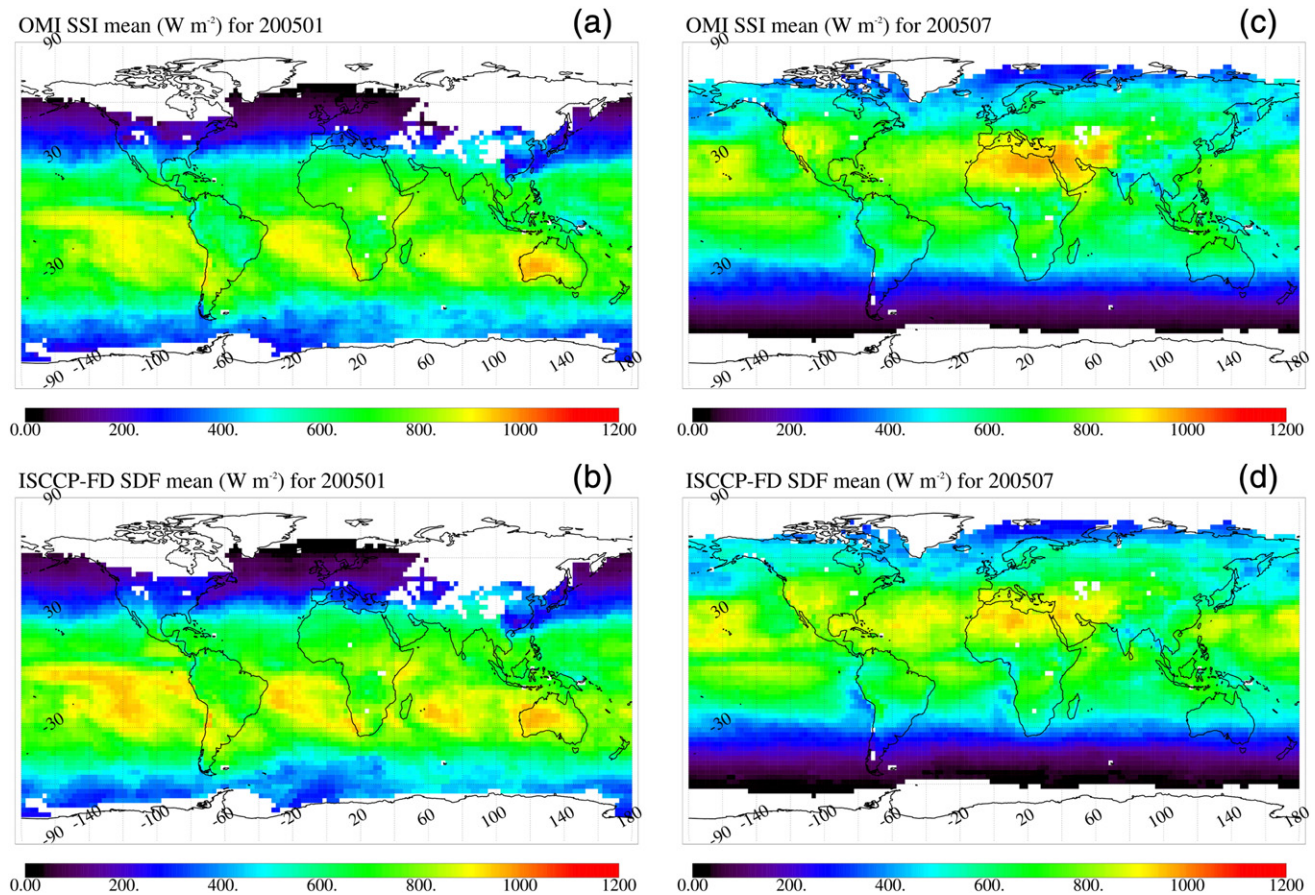 OMI SSI mean (W m⁻²) for 200501 (a)
90
30
-30
-90 -140 -100 -60 -20 20 60 100 140 180
0.00 200. 400. 600. 800. 1000 1200
ISCCP-FD SDF mean (W m⁻²) for 200501 (b)
90
30
-30
-90 -140 -100 -60 -20 20 60 100 140 180
0.00 200. 400. 600. 800. 1000 1200
OMI SSI mean (W m⁻²) for 200507 (c)
90
30
-30
-90 -140 -100 -60 -20 20 60 100 140 180
0.00 200. 400. 600. 800. 1000 1200
ISCCP-FD SDF mean (W m⁻²) for 200507 (d)
90
30
-30
-90 -140 -100 -60 -20 20 60 100 140 180
0.00 200. 400. 600. 800. 1000 1200